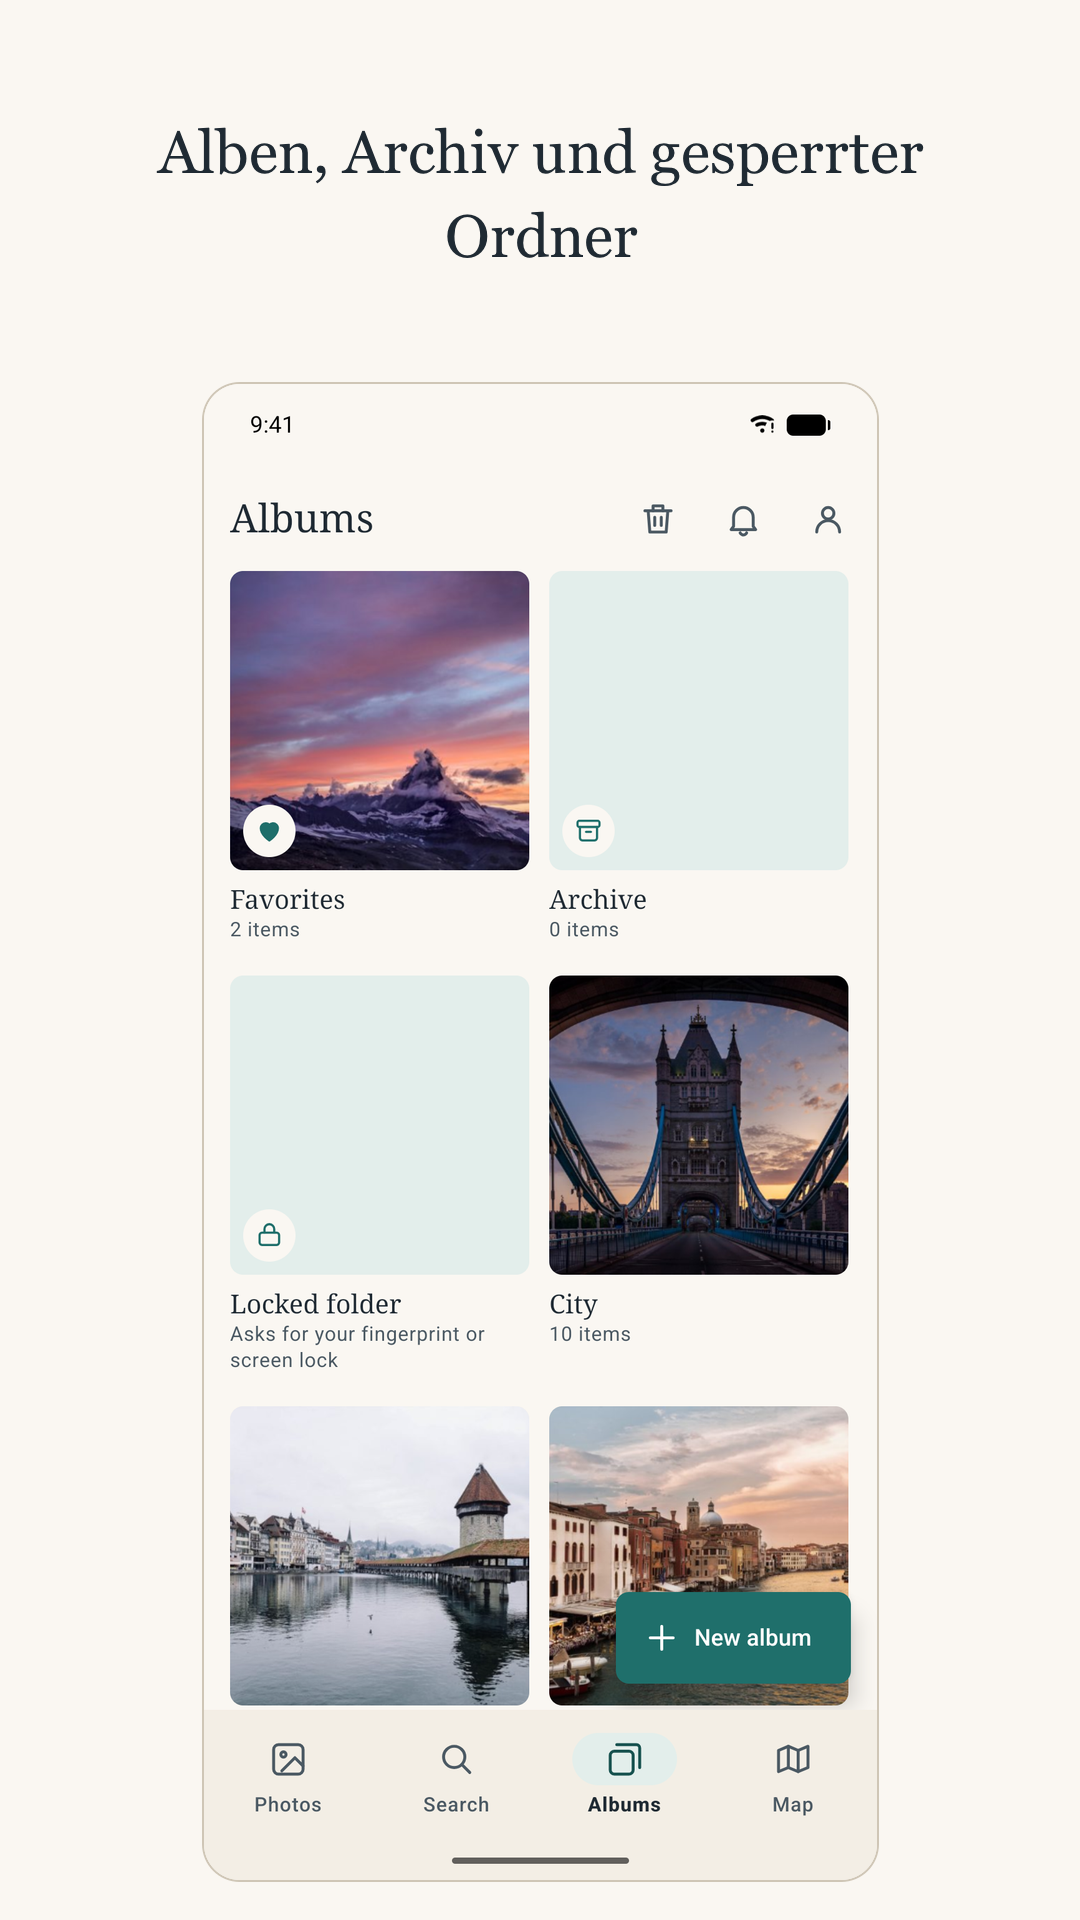 Alben, Archiv und gesperrter
Ordner
9:41
Albums
Favorites
2 items
Archive
0 items
Locked folder
Asks for your fingerprint or
screen lock
City
10 items
New album
Photos
Search
Albums
Map